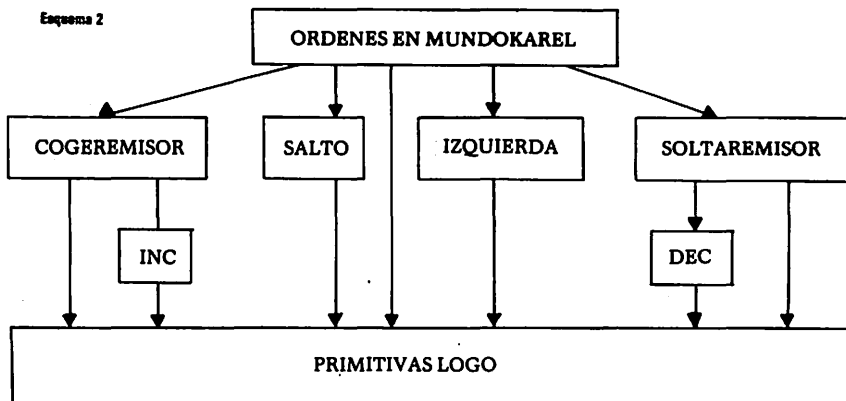 Esquema 2
ORDENES EN MUNDOKAREL
COGEREMISOR
SALTO
IZQUIERDA
SOLTAREMISOR
INC
DEC
PRIMITIVAS LOGO